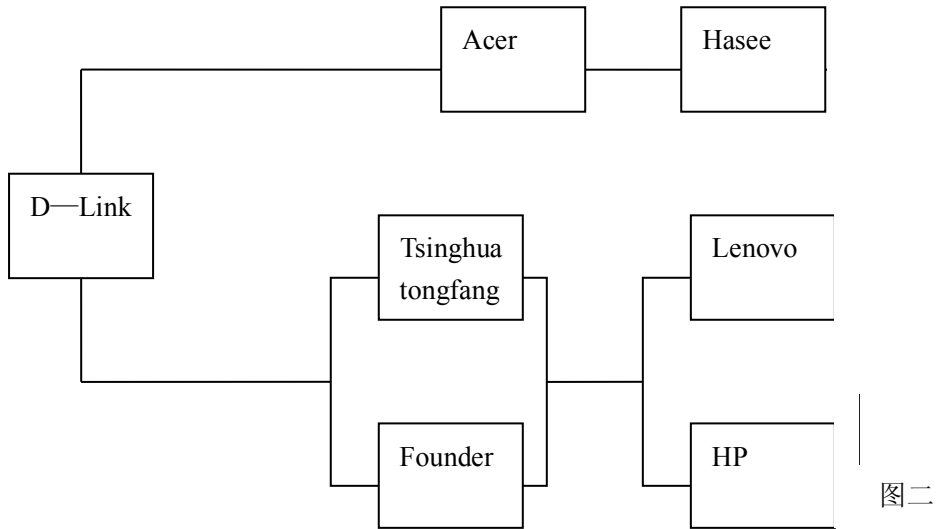 Acer
Hasee
D—Link
Tsinghua
tongfang
Lenovo
Founder
HP
图二